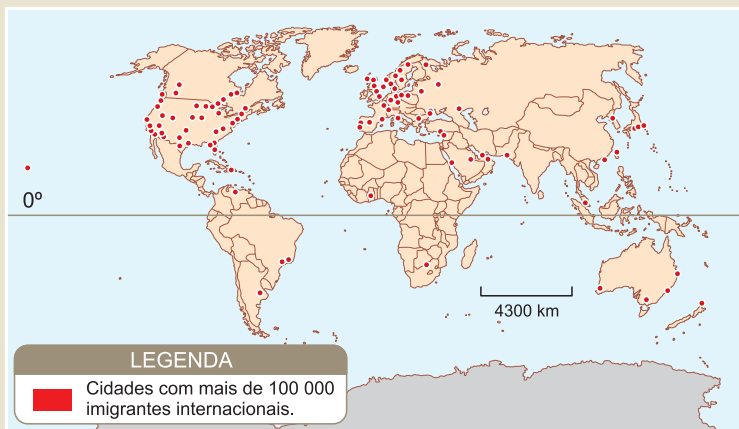 0º
4300 km
LEGENDA
Cidades com mais de 100 000
imigrantes internacionais.